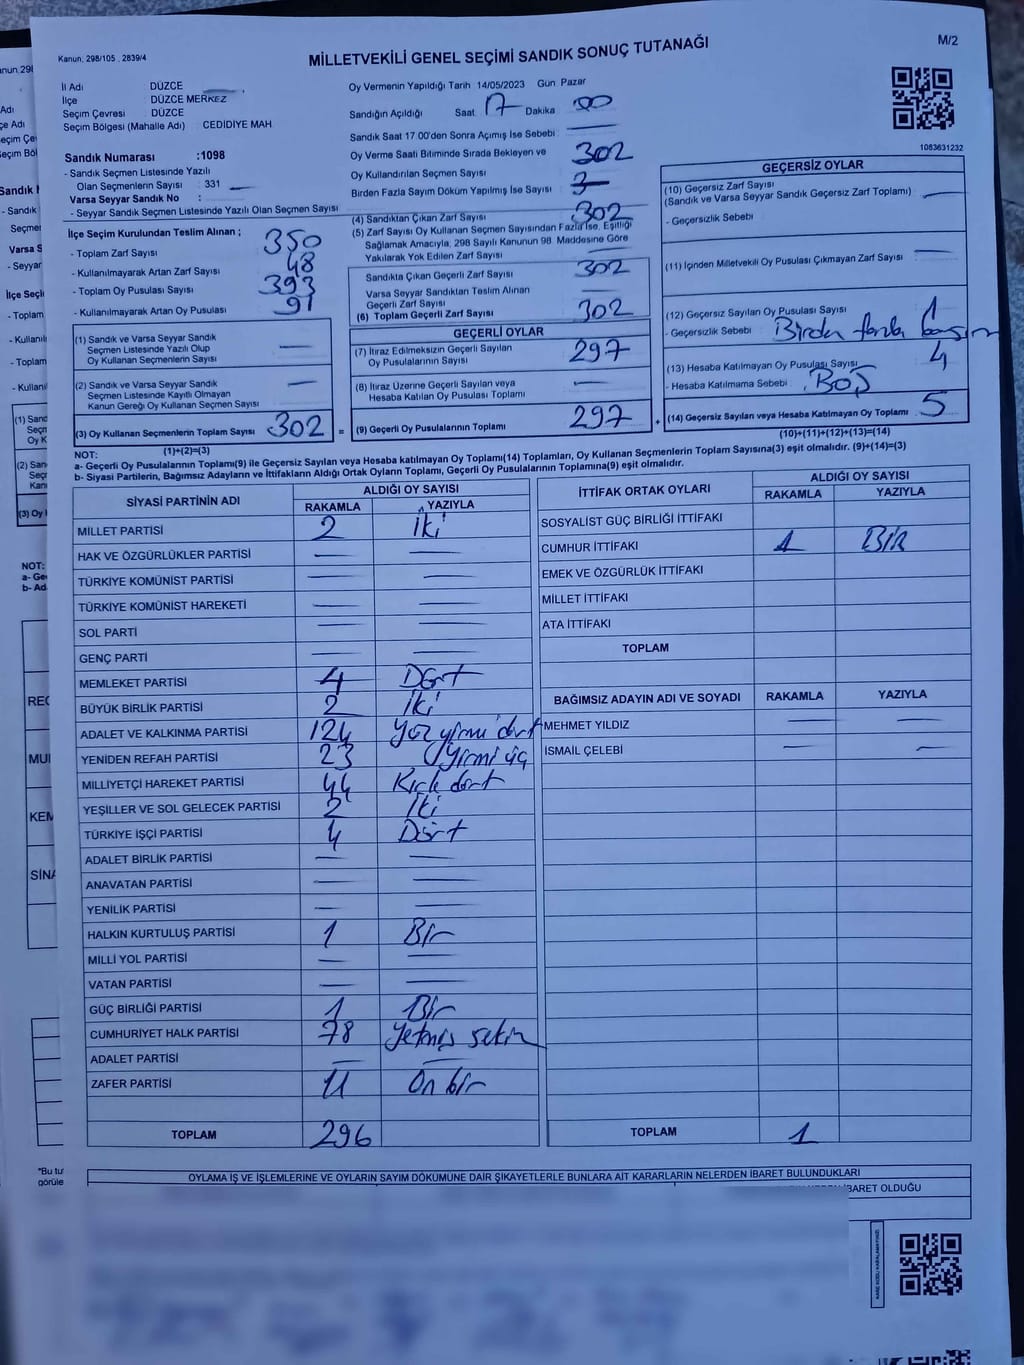 Kanun. 298/105 . 2839/4
MİLLETVEKİLİ GENEL SEÇİMİ SANDIK SONUÇ TUTANAĞI
M/2
İl Adı DÜZCE
İlçe DÜZCE MERKEZ
Seçim Çevresi DÜZCE
Seçim Bölgesi (Mahalle Adı) CEDİDİYE MAH
Sandık Numarası :1098
- Sandık Seçmen Listesinde Yazılı
Olan Seçmenlerin Sayısı : 331
Varsa Seyyar Sandık No :
- Seyyar Sandık Seçmen Listesinde Yazılı Olan Seçmen Sayısı
İlçe Seçim Kurulundan Teslim Alınan ;
- Toplam Zarf Sayısı 350
- Kullanılmayarak Artan Zarf Sayısı 48
- Toplam Oy Pusulası Sayısı 393
- Kullanılmayarak Artan Oy Pusulası 91
(1) Sandık ve Varsa Seyyar Sandık
Seçmen Listesinde Yazılı Olup
Oy Kullanan Seçmenlerin Sayısı
(2) Sandık ve Varsa Seyyar Sandık
Seçmen Listesinde Kayıtlı Olmayan
Kanun Gereği Oy Kullanan Seçmen Sayısı
(3) Oy Kullanan Seçmenlerin Toplam Sayısı 302
(1)+(2)=(3)
Oy Vermenin Yapıldığı Tarih 14/05/2023 Gün Pazar
Sandığın Açıldığı Saat 17 Dakika 00
Sandık Saat 17.00'den Sonra Açımış İse Sebebi
Oy Verme Saati Bitiminde Sırada Bekleyen ve
Oy Kullandırılan Seçmen Sayısı 302
Birden Fazla Sayım Döküm Yapılmış İse Sayısı 3
(4) Sandıktan Çıkan Zarf Sayısı 302
(5) Zarf Sayısı Oy Kullanan Seçmen Sayısından Fazla İse, Eşitliği
Sağlamak Amacıyla, 298 Sayılı Kanunun 98. Maddesine Göre
Yakılarak Yok Edilen Zarf Sayısı
Sandıkta Çıkan Geçerli Zarf Sayısı 302
Varsa Seyyar Sandıktan Teslim Alınan
Geçerli Zarf Sayısı
(6) Toplam Geçerli Zarf Sayısı 302
GEÇERLİ OYLAR
(7) İtiraz Edilmeksizin Geçerli Sayılan
Oy Pusulalarının Sayısı 297
(8) İtiraz Üzerine Geçerli Sayılan veya
Hesaba Katılan Oy Pusulası Toplamı
= (9) Geçerli Oy Pusulalarının Toplamı 297
1083631232
GEÇERSİZ OYLAR
(10) Geçersiz Zarf Sayısı
(Sandık ve Varsa Seyyar Sandık Geçersiz Zarf Toplamı)
- Geçersizlik Sebebi
(11) İçinden Milletvekili Oy Pusulası Çıkmayan Zarf Sayısı
(12) Geçersiz Sayılan Oy Pusulası Sayısı 1
- Geçersizlik Sebebi Birden fazla basım
(13) Hesaba Katılmayan Oy Pusulası Sayısı 4
- Hesaba Katılmama Sebebi BOŞ
+ (14) Geçersiz Sayılan veya Hesaba Katılmayan Oy Toplamı 5
(10)+(11)+(12)+(13)=(14)
NOT:
a- Geçerli Oy Pusulalarının Toplamı(9) ile Geçersiz Sayılan veya Hesaba katılmayan Oy Toplamı(14) Toplamları, Oy Kullanan Seçmenlerin Toplam Sayısına(3) eşit olmalıdır. (9)+(14)=(3)
b- Siyasi Partilerin, Bağımsız Adayların ve İttifakların Aldığı Ortak Oyların Toplamı, Geçerli Oy Pusulalarının Toplamına(9) eşit olmalıdır.
SİYASİ PARTİNİN ADI ALDIĞI OY SAYISI
RAKAMLA YAZIYLA
MİLLET PARTİSİ 2 İki
HAK VE ÖZGÜRLÜKLER PARTİSİ
TÜRKİYE KOMÜNİST PARTİSİ
TÜRKİYE KOMÜNİST HAREKETİ
SOL PARTİ
GENÇ PARTİ
MEMLEKET PARTİSİ 4 Dört
BÜYÜK BİRLİK PARTİSİ 2 İki
ADALET VE KALKINMA PARTİSİ 124 Yüz yirmi dört
YENİDEN REFAH PARTİSİ 23 Yirmi üç
MİLLİYETÇİ HAREKET PARTİSİ 44 Kırk dört
YEŞİLLER VE SOL GELECEK PARTİSİ 2 İki
TÜRKİYE İŞÇİ PARTİSİ 4 Dört
ADALET BİRLİK PARTİSİ
ANAVATAN PARTİSİ
YENİLİK PARTİSİ
HALKIN KURTULUŞ PARTİSİ 1 Bir
MİLLİ YOL PARTİSİ
VATAN PARTİSİ
GÜÇ BİRLİĞİ PARTİSİ 1 Bir
CUMHURİYET HALK PARTİSİ 78 Yetmiş sekiz
ADALET PARTİSİ
ZAFER PARTİSİ 11 On bir
TOPLAM 296
İTTİFAK ORTAK OYLARI ALDIĞI OY SAYISI
RAKAMLA YAZIYLA
SOSYALİST GÜÇ BİRLİĞİ İTTİFAKI
CUMHUR İTTİFAKI 1 BİR
EMEK VE ÖZGÜRLÜK İTTİFAKI
MİLLET İTTİFAKI
ATA İTTİFAKI
TOPLAM
BAĞIMSIZ ADAYIN ADI VE SOYADI RAKAMLA YAZIYLA
MEHMET YILDIZ
İSMAİL ÇELEBİ
TOPLAM 1
OYLAMA İŞ VE İŞLEMLERİNE VE OYLARIN SAYIM DÖKÜMÜNE DAİR ŞİKAYETLERLE BUNLARA AİT KARARLARIN NELERDEN İBARET BULUNDUKLARI
BARET OLDUĞU